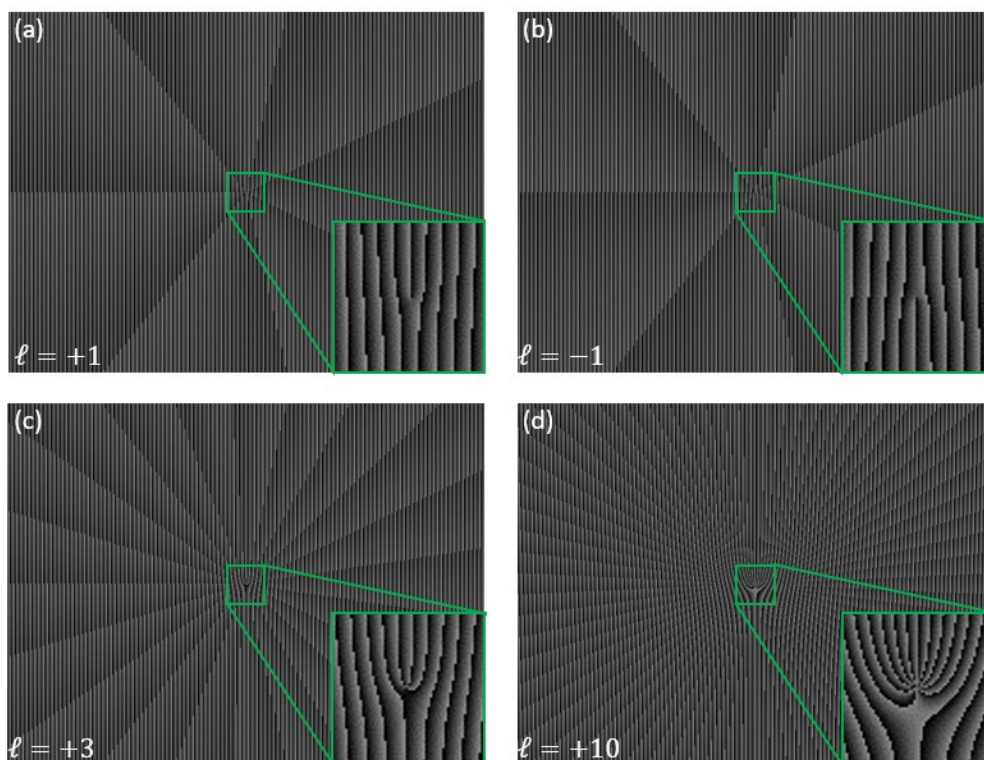 (a)
ℓ = +1
(b)
ℓ = −1
(c)
ℓ = +3
(d)
ℓ = +10